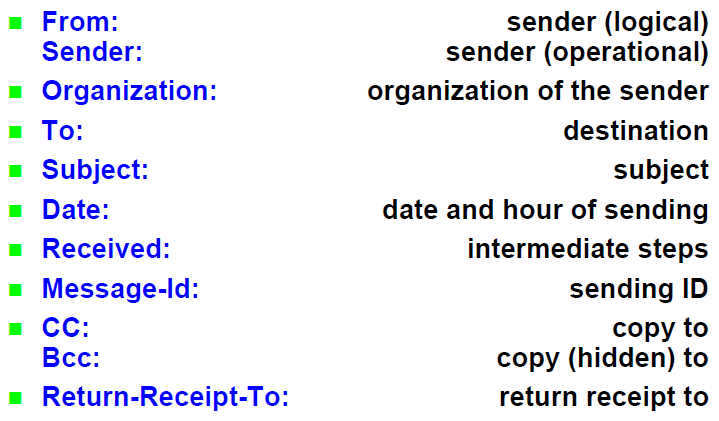 From: sender (logical)
Sender: sender (operational)
Organization: organization of the sender
To: destination
Subject: subject
Date: date and hour of sending
Received: intermediate steps
Message-Id: sending ID
CC: copy to
Bcc: copy (hidden) to
Return-Receipt-To: return receipt to